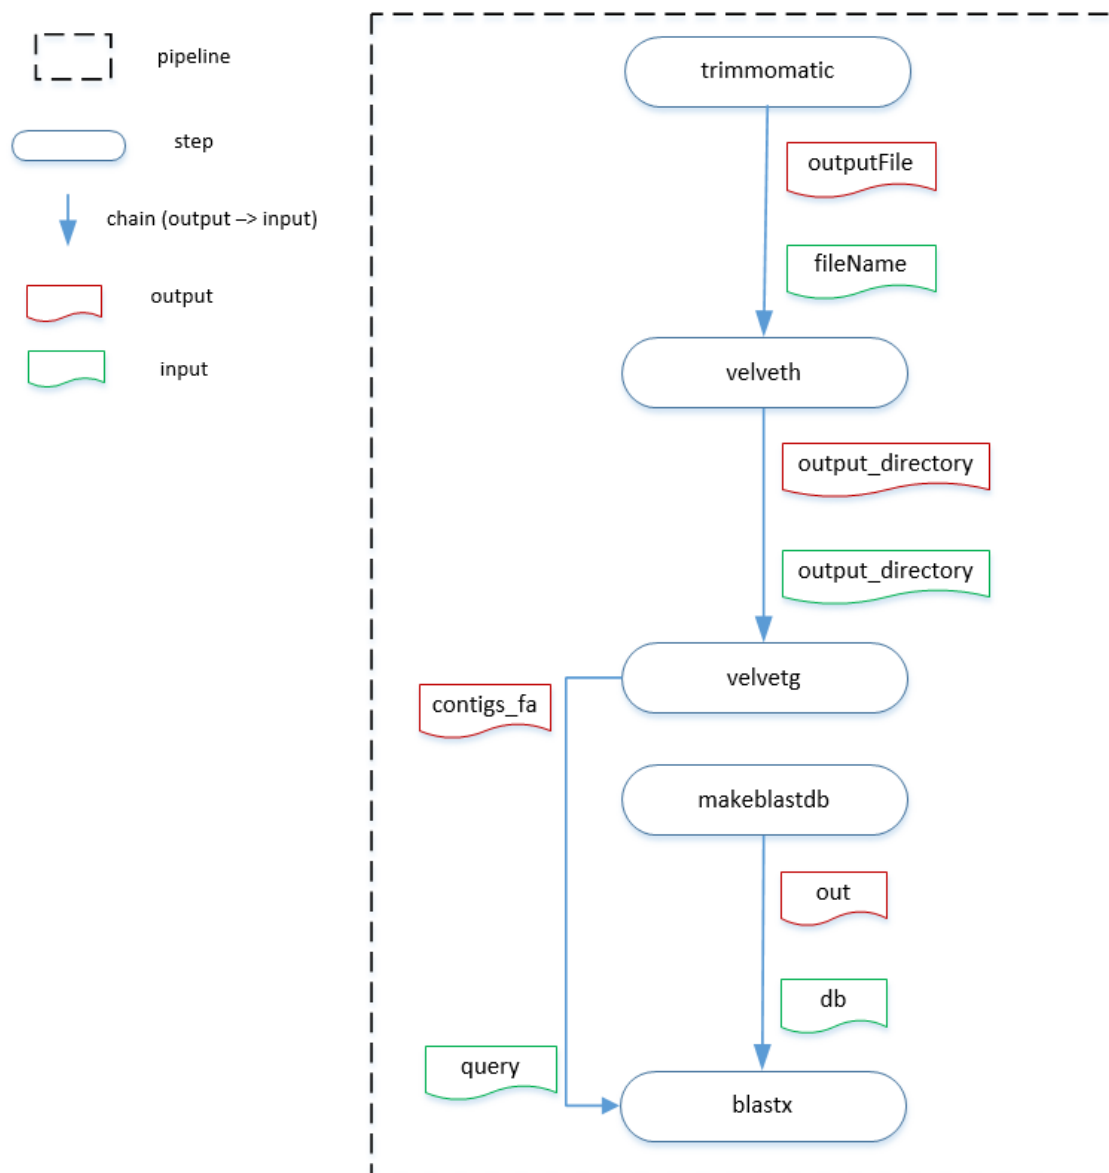 pipeline
step
chain (output –> input)
output
input
trimmomatic
outputFile
fileName
velveth
output_directory
output_directory
velvetg
contigs_fa
makeblastdb
out
db
query
blastx